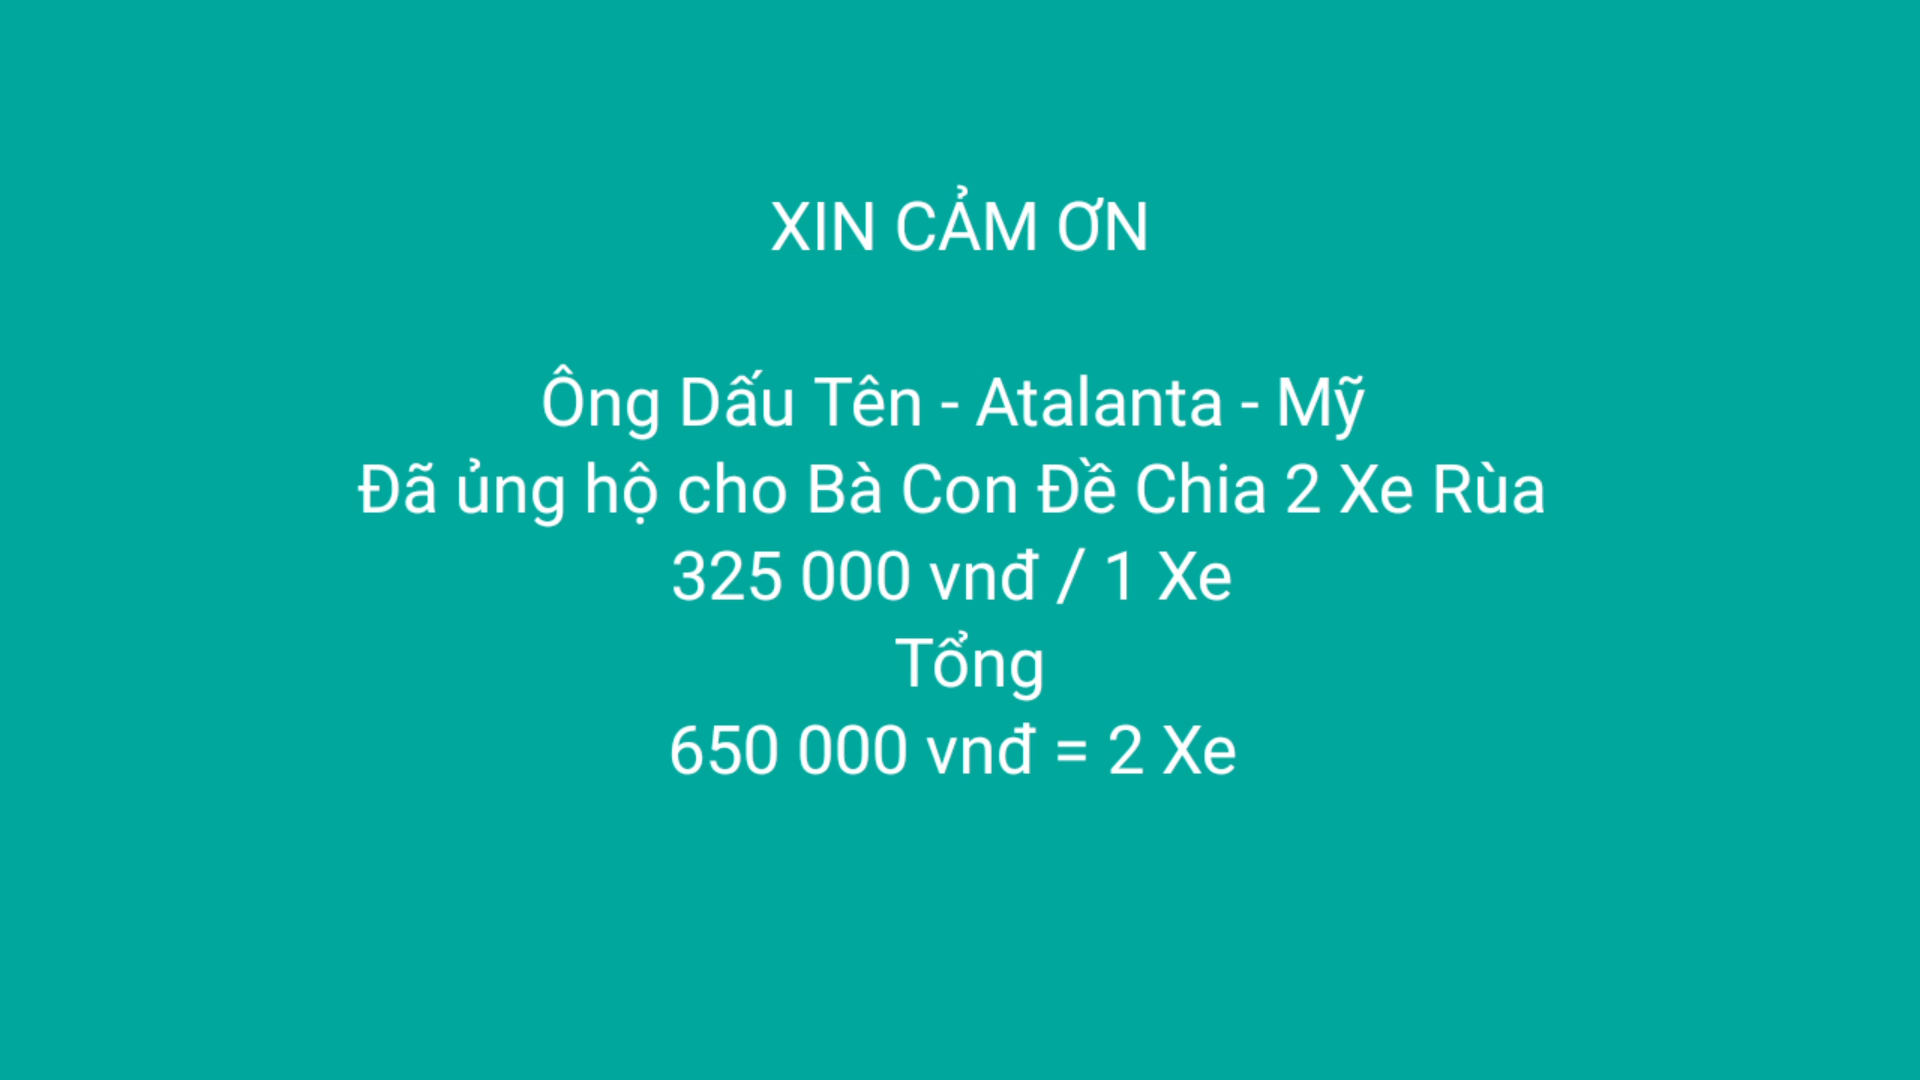 XIN CẢM ƠN
Ông Dấu Tên - Atalanta - Mỹ
Đã ủng hộ cho Bà Con Đề Chia 2 Xe Rùa
325 000 vnđ / 1 Xe
Tổng
650 000 vnđ = 2 Xe